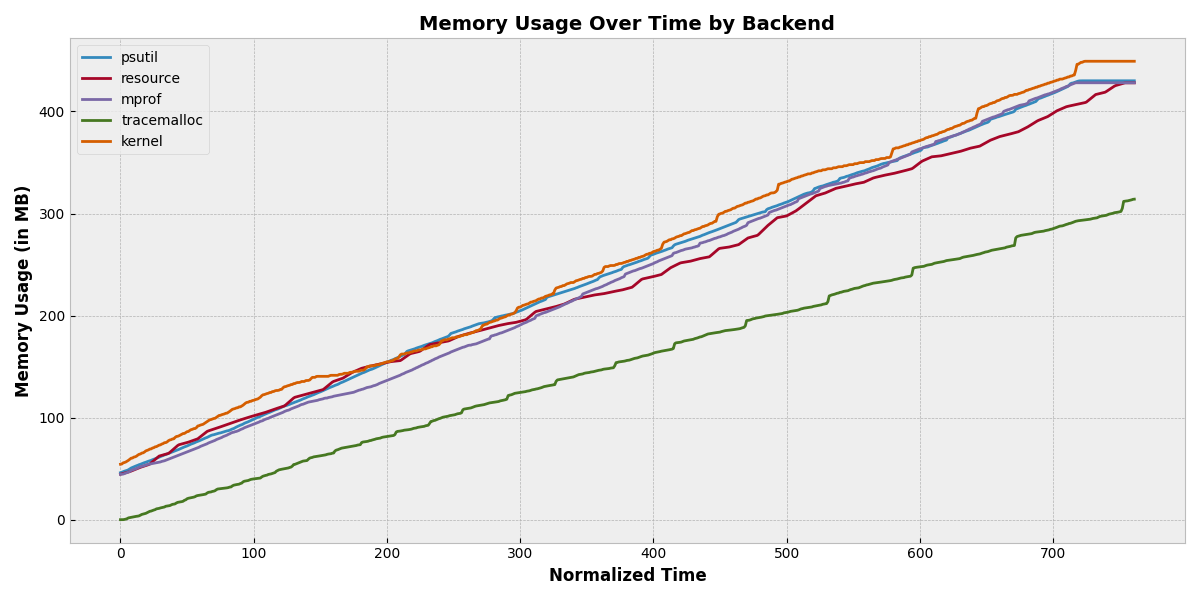 Memory Usage Over Time by Backend
psutil
resource
mprof
tracemalloc
kernel
Memory Usage (in MB)
400
300
200
100
0
0 100 200 300 400 500 600 700
Normalized Time